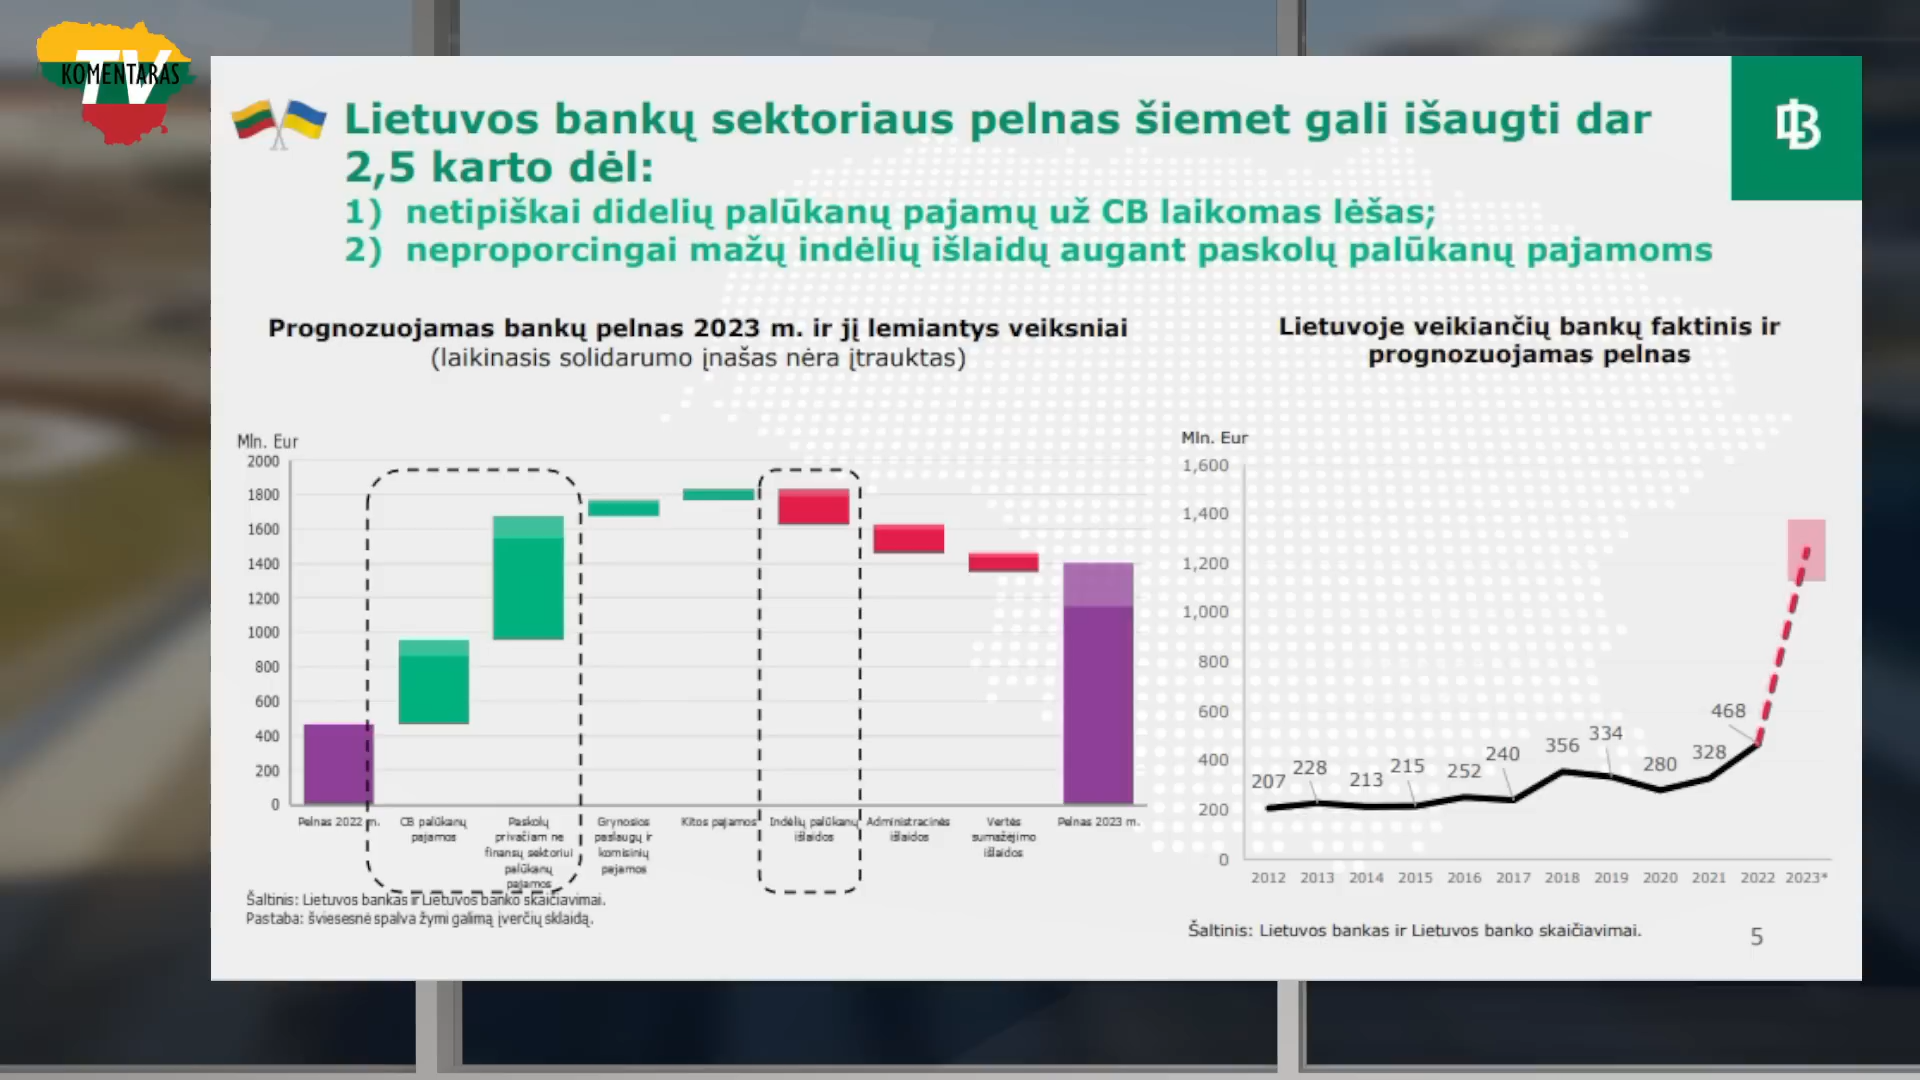 TV
KOMENTARAS
Lietuvos bankų sektoriaus pelnas šiemet gali išaugti dar
2,5 karto dėl:
1) netipiškai didelių palūkanų pajamų už CB laikomas lėšas;
2) neproporcingai mažų indėlių išlaidų augant paskolų palūkanų pajamoms
Prognozuojamas bankų pelnas 2023 m. ir jį lemiantys veiksniai
(laikinasis solidarumo įnašas nėra įtrauktas)
Mln. Eur
2000
1800
1600
1400
1200
1000
800
600
400
200
0
Pelnas 2022 m.
CB palūkanų
pajamos
Paskolų
privačiam ne
finansų sektoriui
palūkanų
pajamos
Grynosios
paslaugų ir
komisinių
pajamos
Kitos pajamos
Indėlių palūkanų
išlaidos
Administracinės
išlaidos
Vertės
sumažėjimo
išlaidos
Pelnas 2023 m.
Šaltinis: Lietuvos bankas ir Lietuvos banko skaičiavimai.
Pastaba: šviesesnė spalva žymi galimą įverčių sklaidą.
Lietuvoje veikiančių bankų faktinis ir
prognozuojamas pelnas
Mln. Eur
1,600
1,400
1,200
1,000
800
600
400
200
0
207
228
213
215
252
240
356
334
280
328
468
2012 2013 2014 2015 2016 2017 2018 2019 2020 2021 2022 2023*
Šaltinis: Lietuvos bankas ir Lietuvos banko skaičiavimai.
5